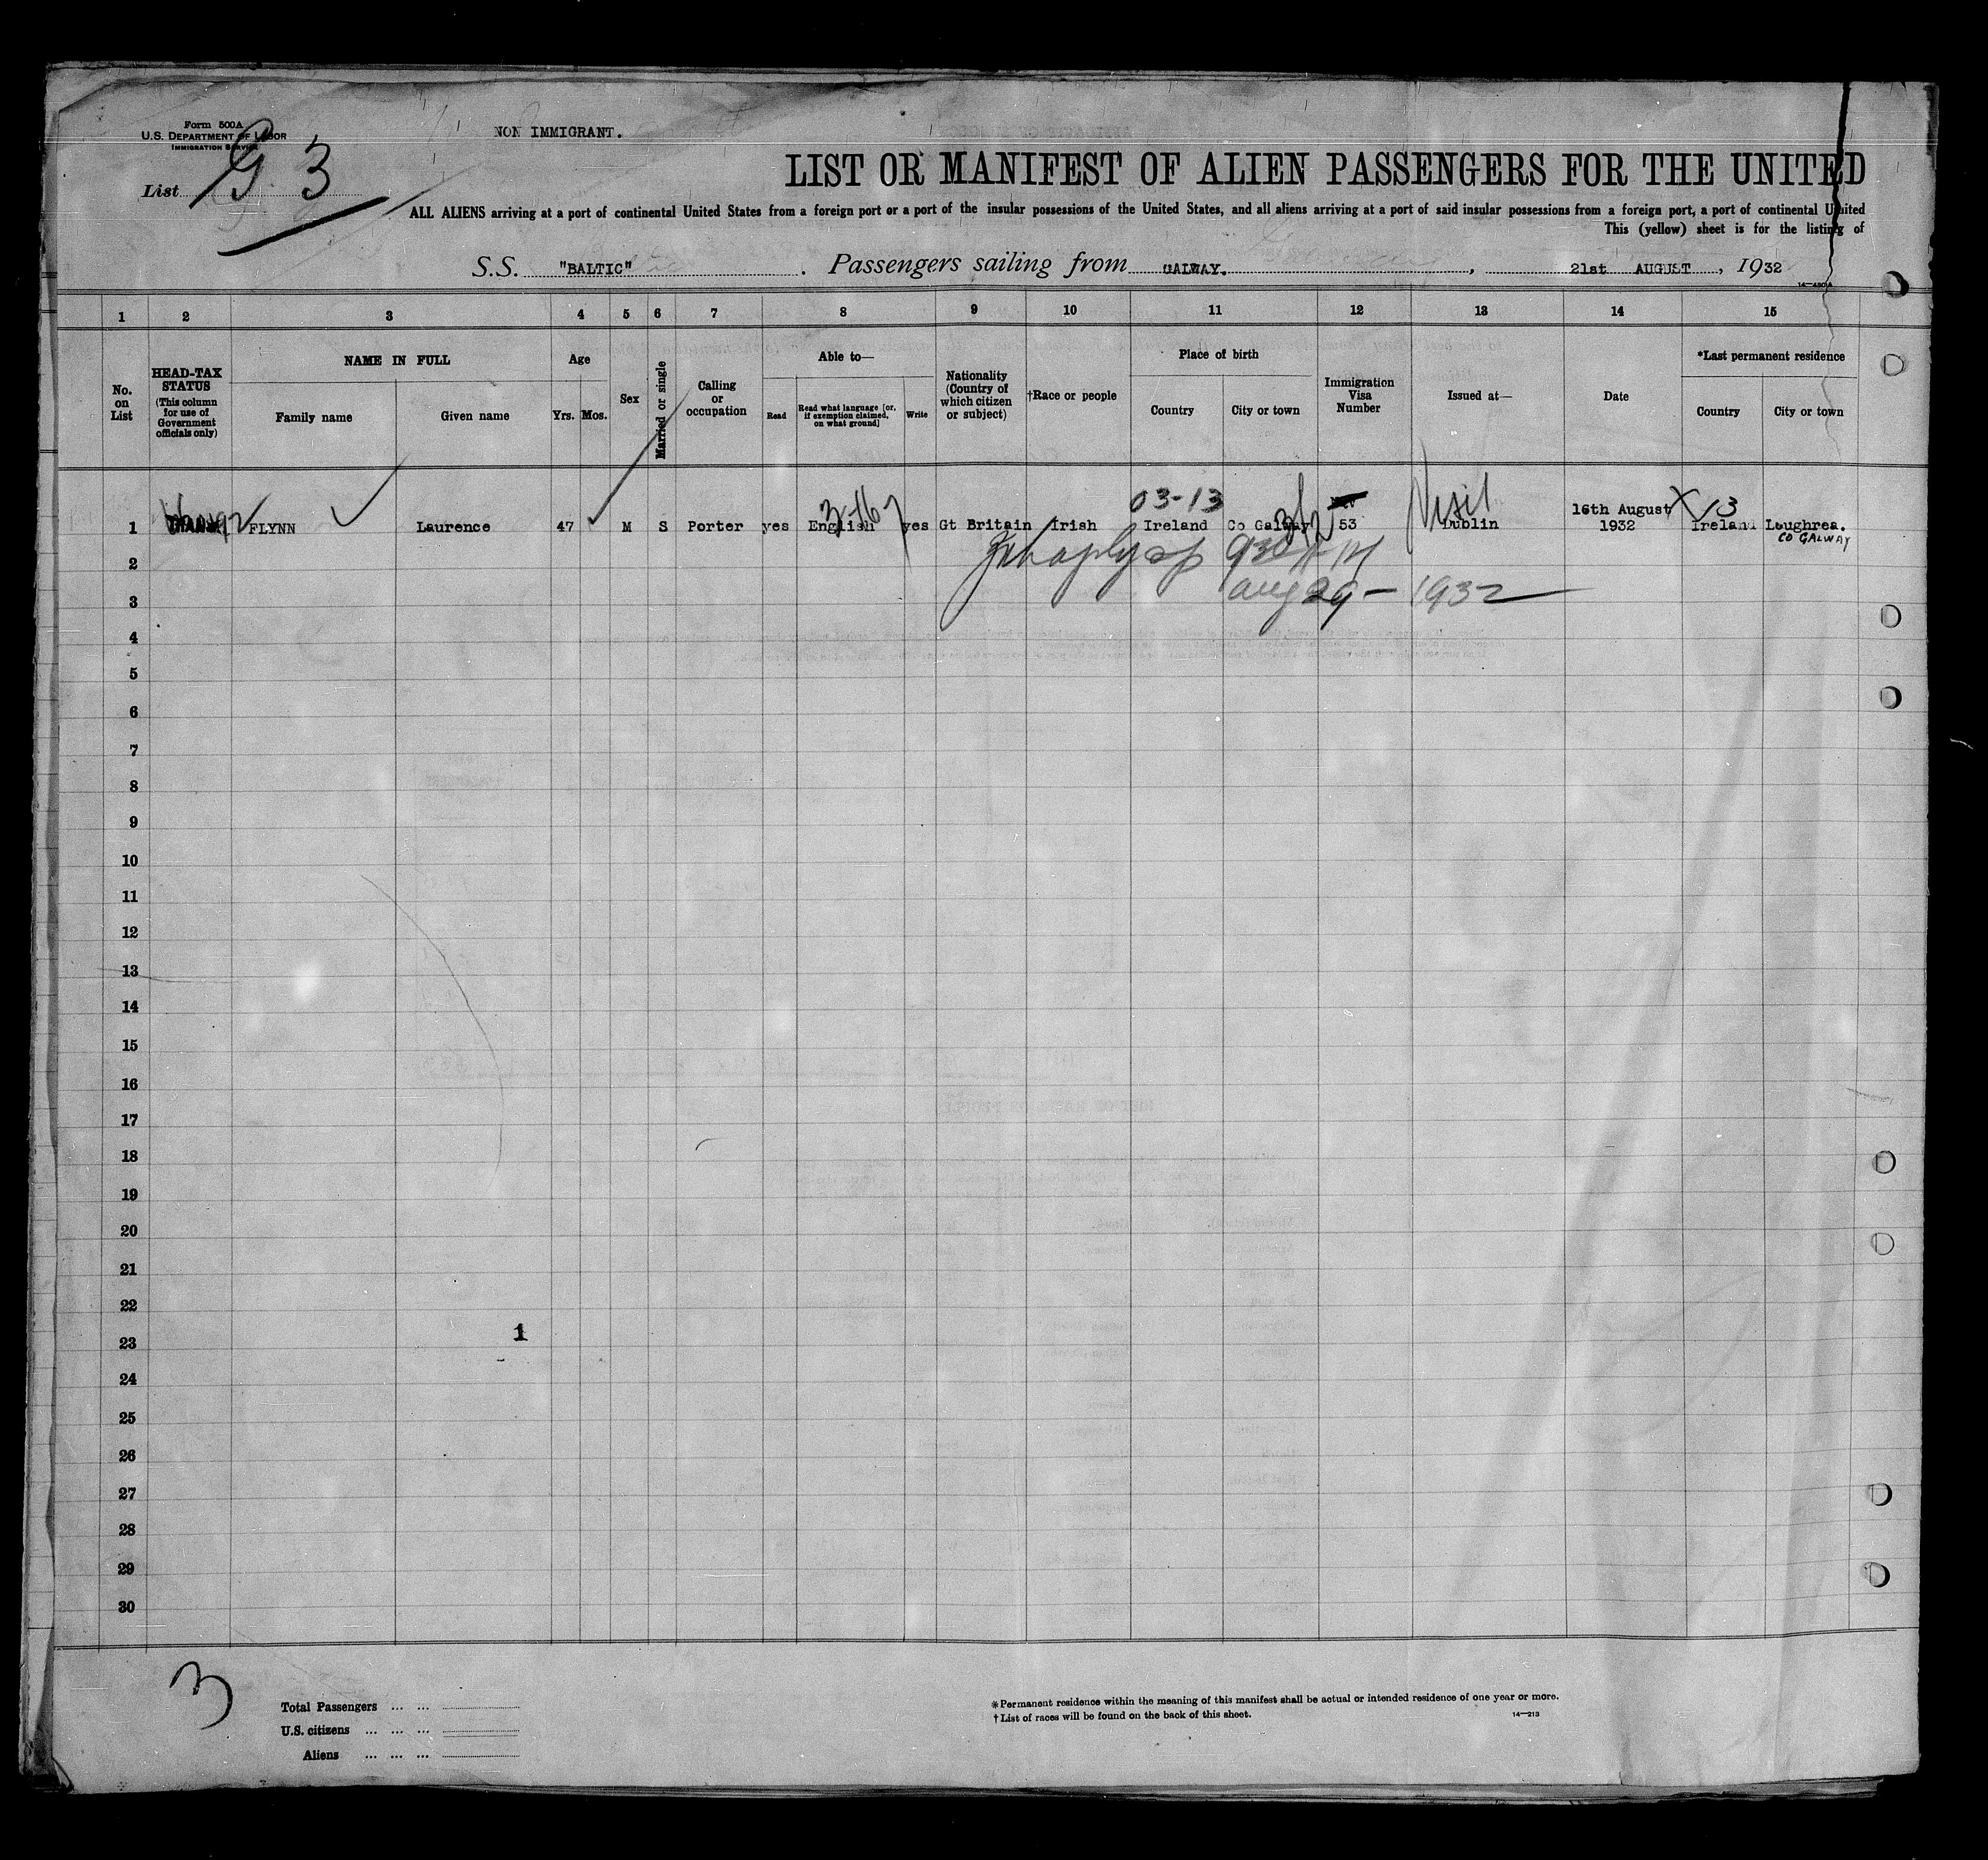 Form 500A
U.S. DEPARTMENT OF LABOR
IMMIGRATION SERVICE
NON IMMIGRANT.
List G 3
LIST OR MANIFEST OF ALIEN PASSENGERS FOR THE UNITED
ALL ALIENS arriving at a port of continental United States from a foreign port or a port of the insular possessions of the United States, and all aliens arriving at a port of said insular possessions from a foreign port, a port of continental United
This (yellow) sheet is for the listing of
S.S. "BALTIC" . Passengers sailing from GALWAY. , 21st AUGUST , 1932
14—430A
1 2 3 4 5 6 7 8 9 10 11 12 13 14 15
No. on List
HEAD-TAX STATUS
(This column for use of Government officials only)
NAME IN FULL
Family name Given name
Age
Yrs. Mos.
Sex
Married or single
Calling or occupation
Able to—
Read Read what language [or, if exemption claimed, on what ground] Write
Nationality (Country of which citizen or subject)
†Race or people
Place of birth
Country City or town
Immigration Visa Number
Issued at—
Date
*Last permanent residence
Country City or town
03-13 Visit 16th August X 13
1 FLYNN Laurence 47 M S Porter yes English yes Gt Britain Irish Ireland Co Galway 53 Dublin 1932 Ireland Loughrea.
CO GALWAY
2 930 AM
3 Aug 29 - 1932
4
5
6
7
8
9
10
11
12
13
14
15
16
17
18
19
20
21
22
1
23
24
25
26
27
28
29
30
3
Total Passengers ... ...
U.S. citizens ... ... ...
Aliens ... ... ...
*Permanent residence within the meaning of this manifest shall be actual or intended residence of one year or more.
†List of races will be found on the back of this sheet.
14—213